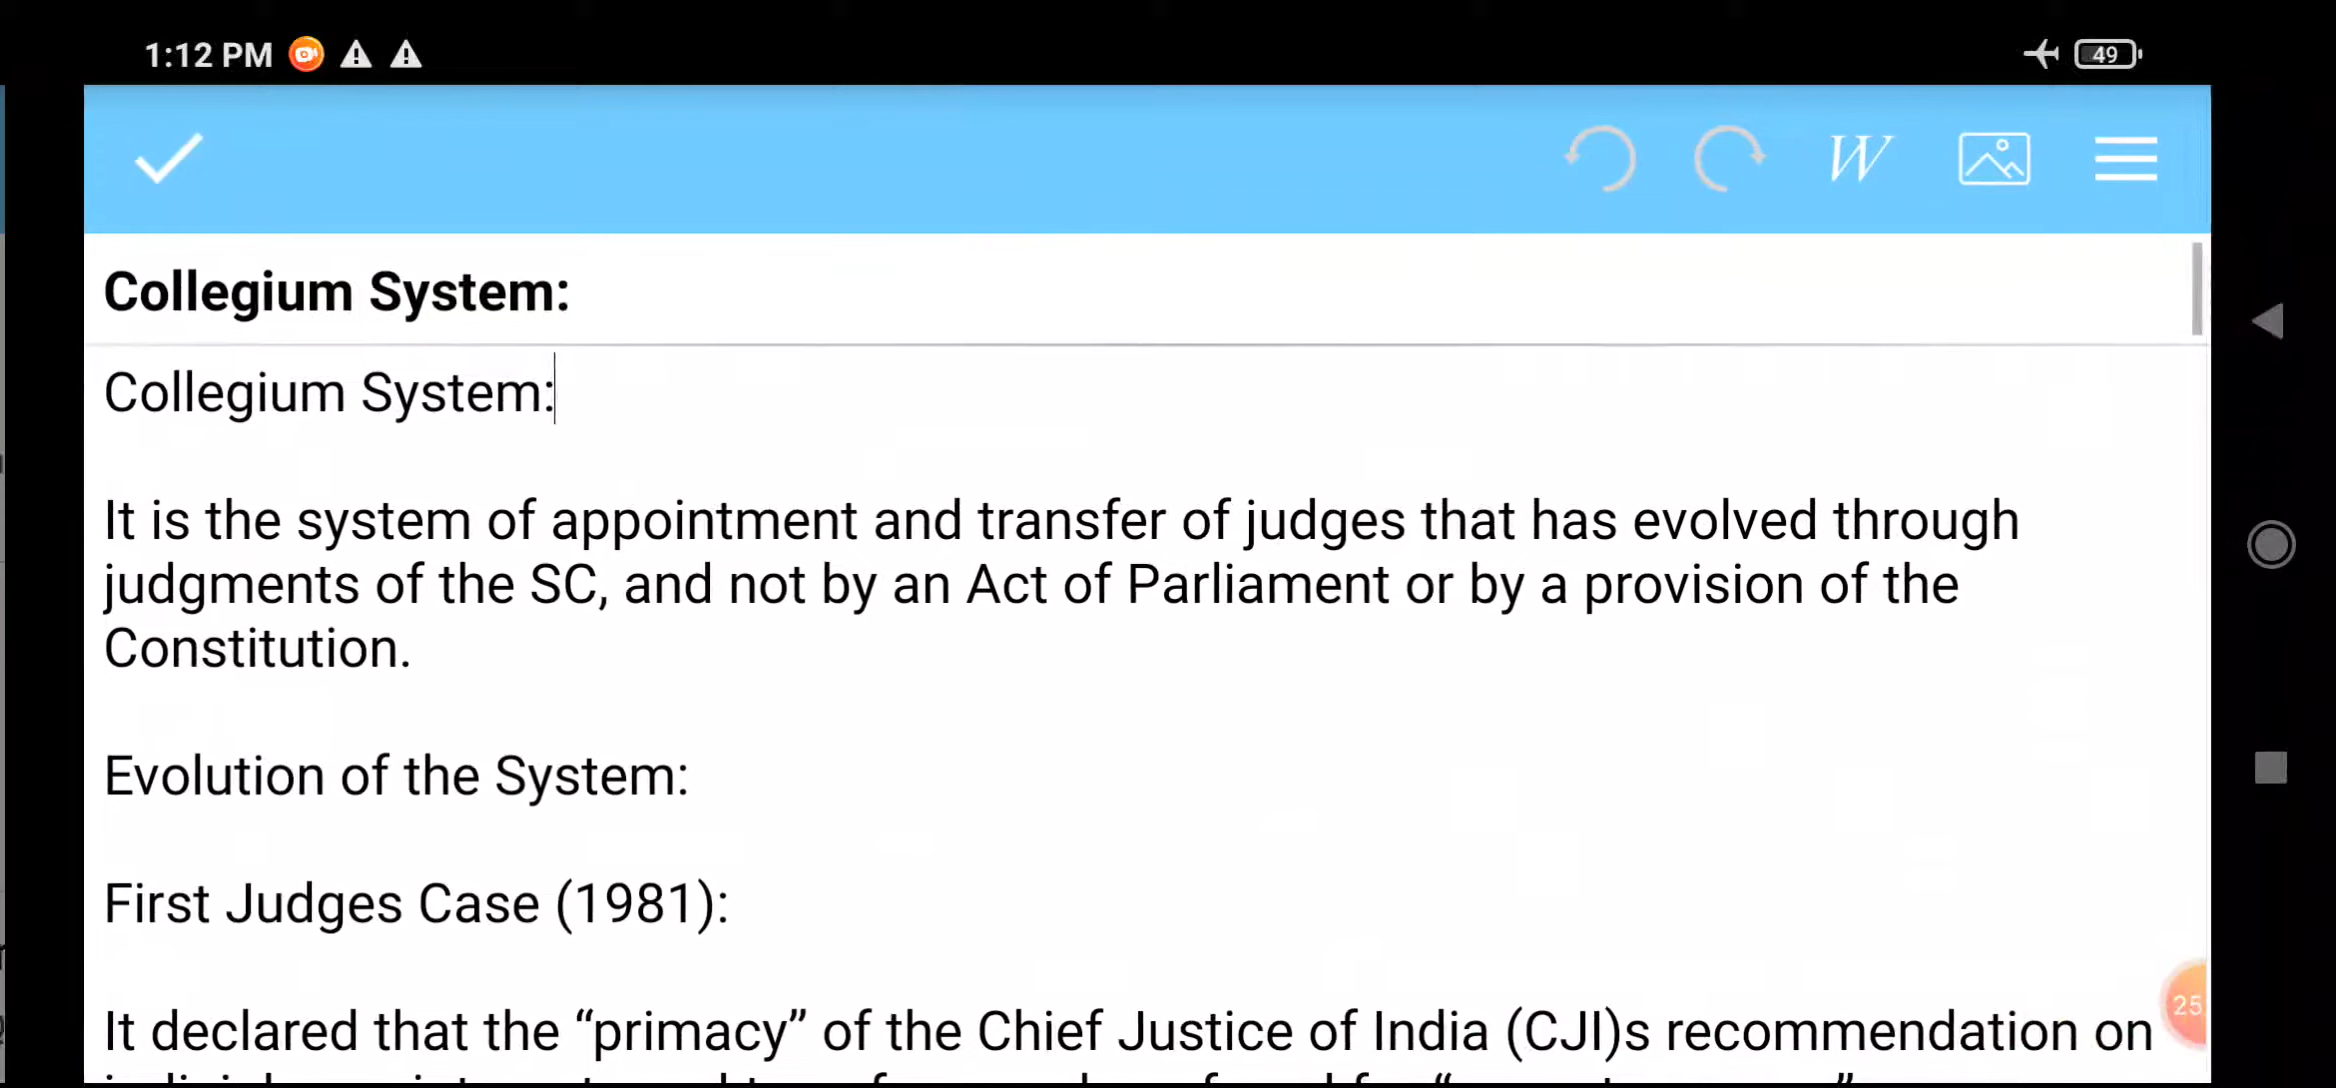 1:12 PM
49
W
Collegium System:
Collegium System:
It is the system of appointment and transfer of judges that has evolved through
judgments of the SC, and not by an Act of Parliament or by a provision of the
Constitution.
Evolution of the System:
First Judges Case (1981):
It declared that the “primacy” of the Chief Justice of India (CJI)s recommendation on
25